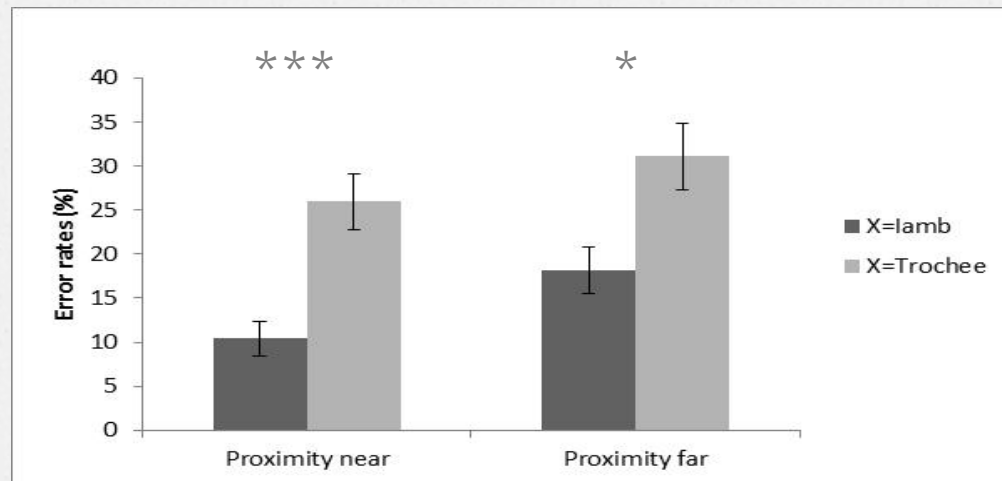 *** *
40
35
30
25
20
15
10
5
0
Error rates (%)
Proximity near Proximity far
X=Iamb
X=Trochee